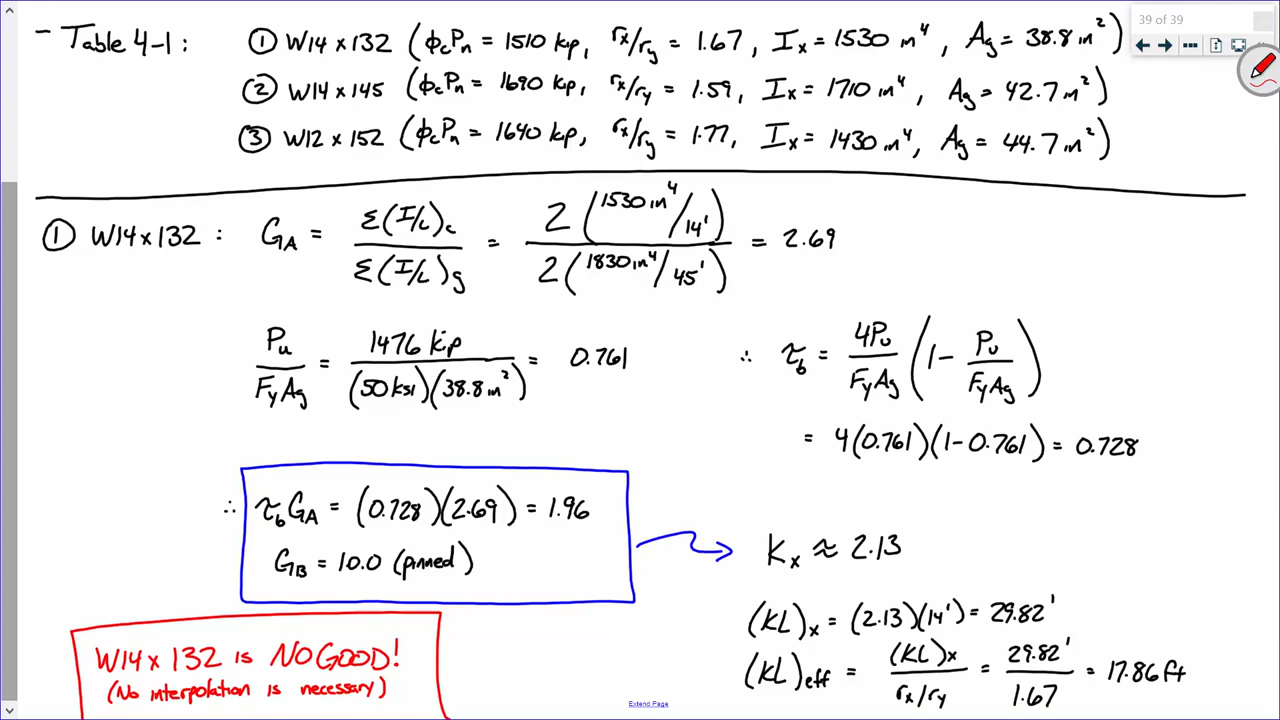 39 of 39
- Table 4-1 : ① W14 x 132 (ϕcPn = 1510 kip, rx/ry = 1.67, Ix = 1530 in⁴, Ag = 38.8 in²)
② W14 x 145 (ϕcPn = 1690 kip, rx/ry = 1.59, Ix = 1710 in⁴, Ag = 42.7 in²)
③ W12 x 152 (ϕcPn = 1640 kip, rx/ry = 1.77, Ix = 1430 in⁴, Ag = 44.7 in²)
① W14 x 132 : GA = Σ(I/L)c / Σ(I/L)g = 2(1530 in⁴/14') / 2(1830 in⁴/45') = 2.69
Pu / FyAg = 1476 kip / (50 ksi)(38.8 in²) = 0.761 ∴ τb = 4Pu / FyAg (1 - Pu / FyAg)
= 4(0.761)(1 - 0.761) = 0.728
∴ τbGA = (0.728)(2.69) = 1.96
GB = 10.0 (pinned)
Kx ≈ 2.13
(KL)x = (2.13)(14') = 29.82'
(KL)eff = (KL)x / rx/ry = 29.82' / 1.67 = 17.86 ft
W14 x 132 is NO GOOD!
(No interpolation is necessary)
Extend Page